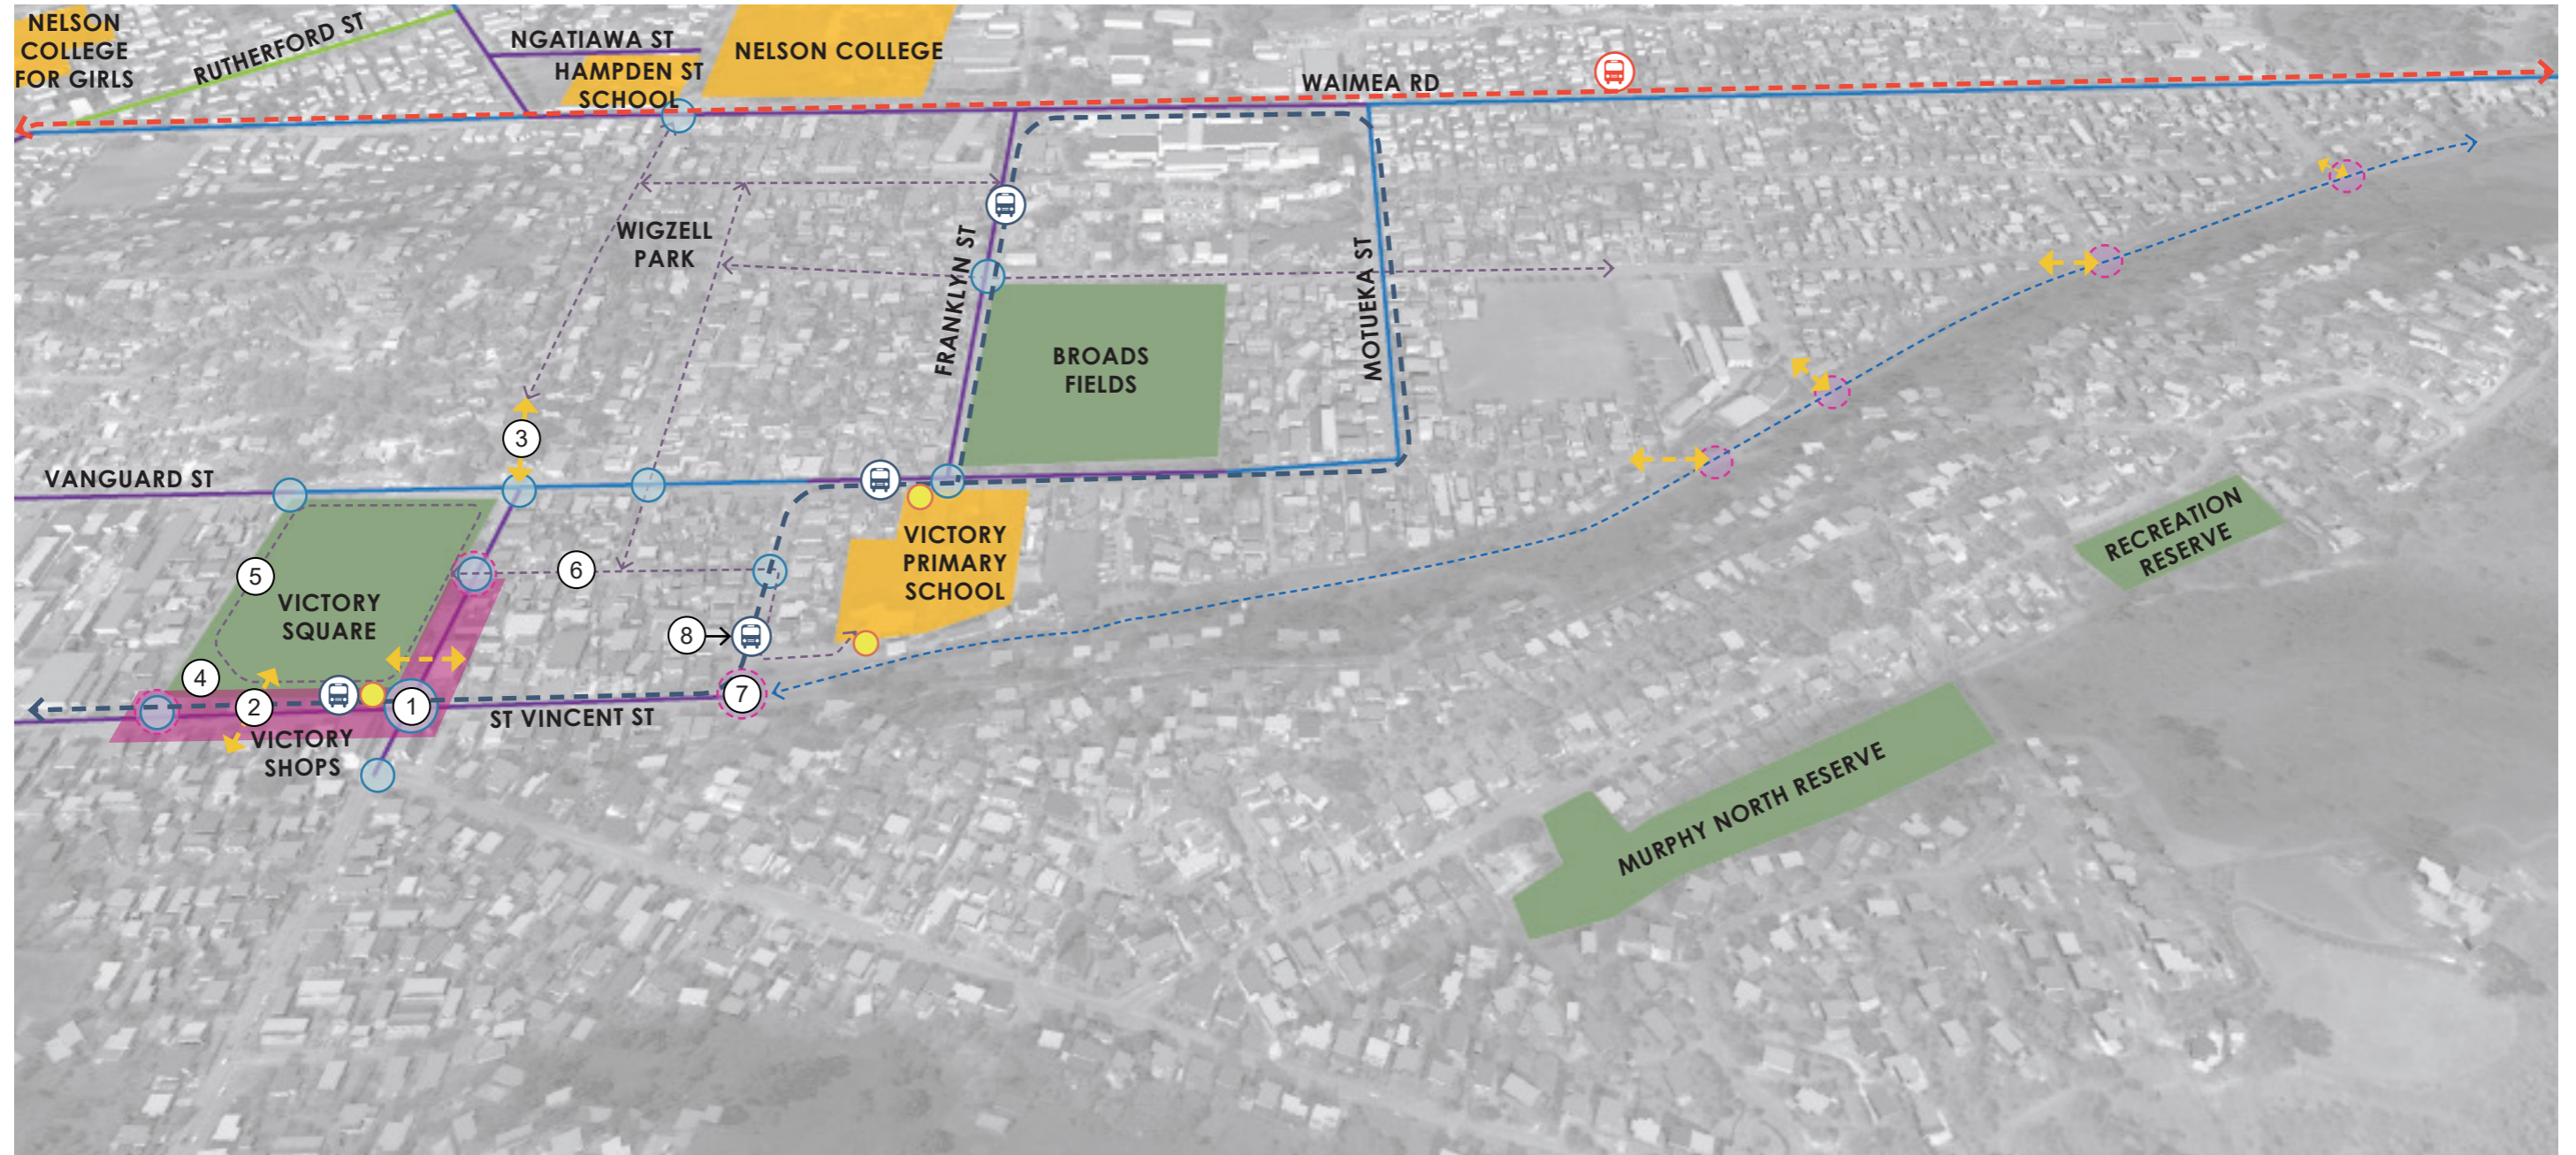 NELSON
COLLEGE
FOR GIRLS
RUTHERFORD ST
NGATIAWA ST
HAMPDEN ST
SCHOOL
NELSON COLLEGE
WAIMEA RD
WIGZELL
PARK
FRANKLYN ST
MOTUEKA ST
BROADS
FIELDS
3
VANGUARD ST
VICTORY
PRIMARY
SCHOOL
RECREATION
RESERVE
5
6
VICTORY
SQUARE
8
4
2
1
7
ST VINCENT ST
VICTORY
SHOPS
MURPHY NORTH RESERVE